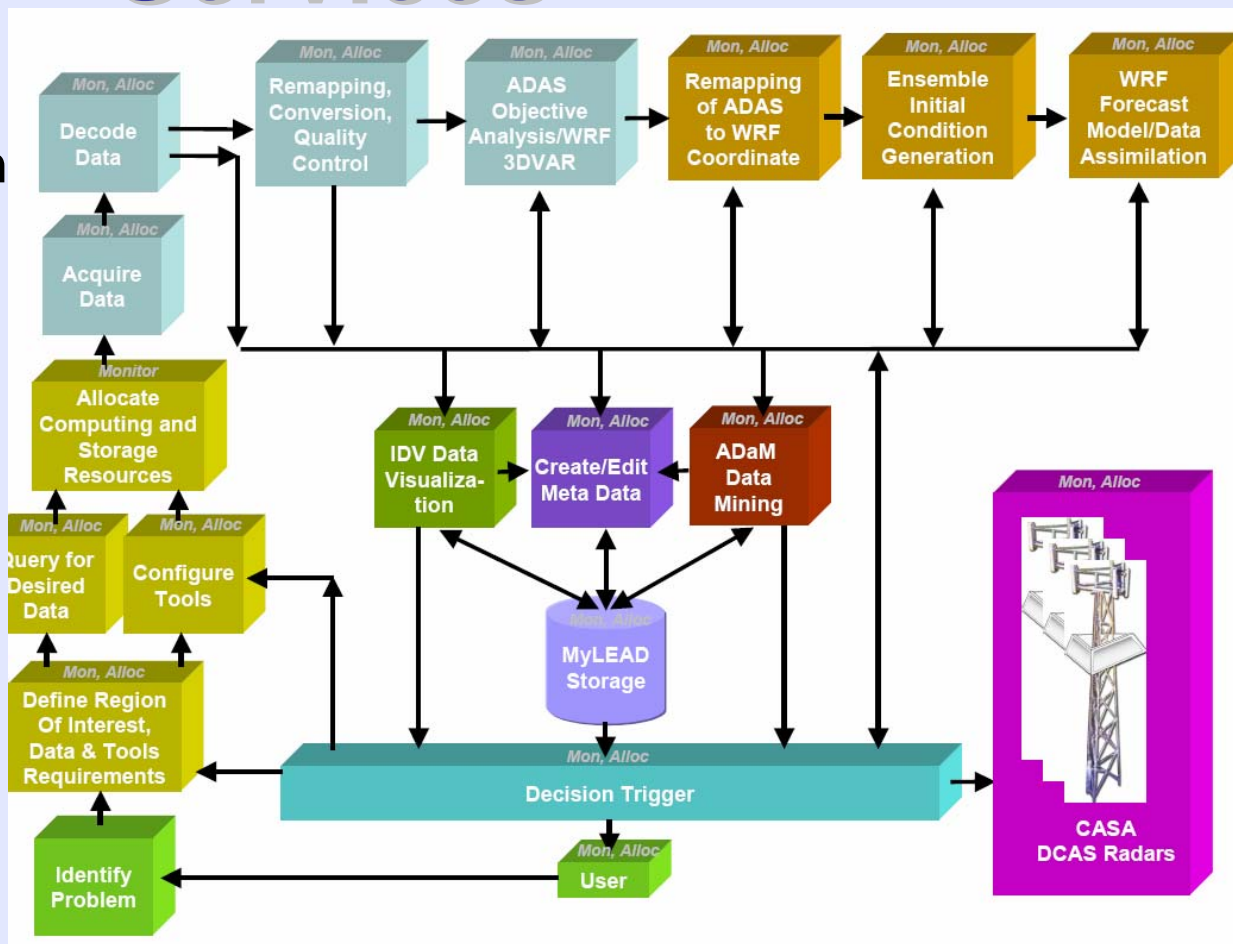 Services
n
Mon, Alloc
Decode
Data
Mon, Alloc
Remapping,
Conversion,
Quality
Control
Mon, Alloc
ADAS
Objective
Analysis/WRF
3DVAR
Mon, Alloc
Remapping
of ADAS
to WRF
Coordinate
Mon, Alloc
Ensemble
Initial
Condition
Generation
Mon, Alloc
WRF
Forecast
Model/Data
Assimilation
Mon, Alloc
Acquire
Data
Monitor
Allocate
Computing and
Storage
Resources
Mon, Alloc
IDV Data
Visualiza-
tion
Mon, Alloc
Create/Edit
Meta Data
Mon, Alloc
ADaM
Data
Mining
Mon, Alloc
Query for
Desired
Data
Mon, Alloc
Configure
Tools
Mon, Alloc
MyLEAD
Storage
Mon, Alloc
CASA
DCAS Radars
Mon, Alloc
Define Region
Of Interest,
Data & Tools
Requirements
Mon, Alloc
Decision Trigger
Identify
Problem
Mon, Alloc
User